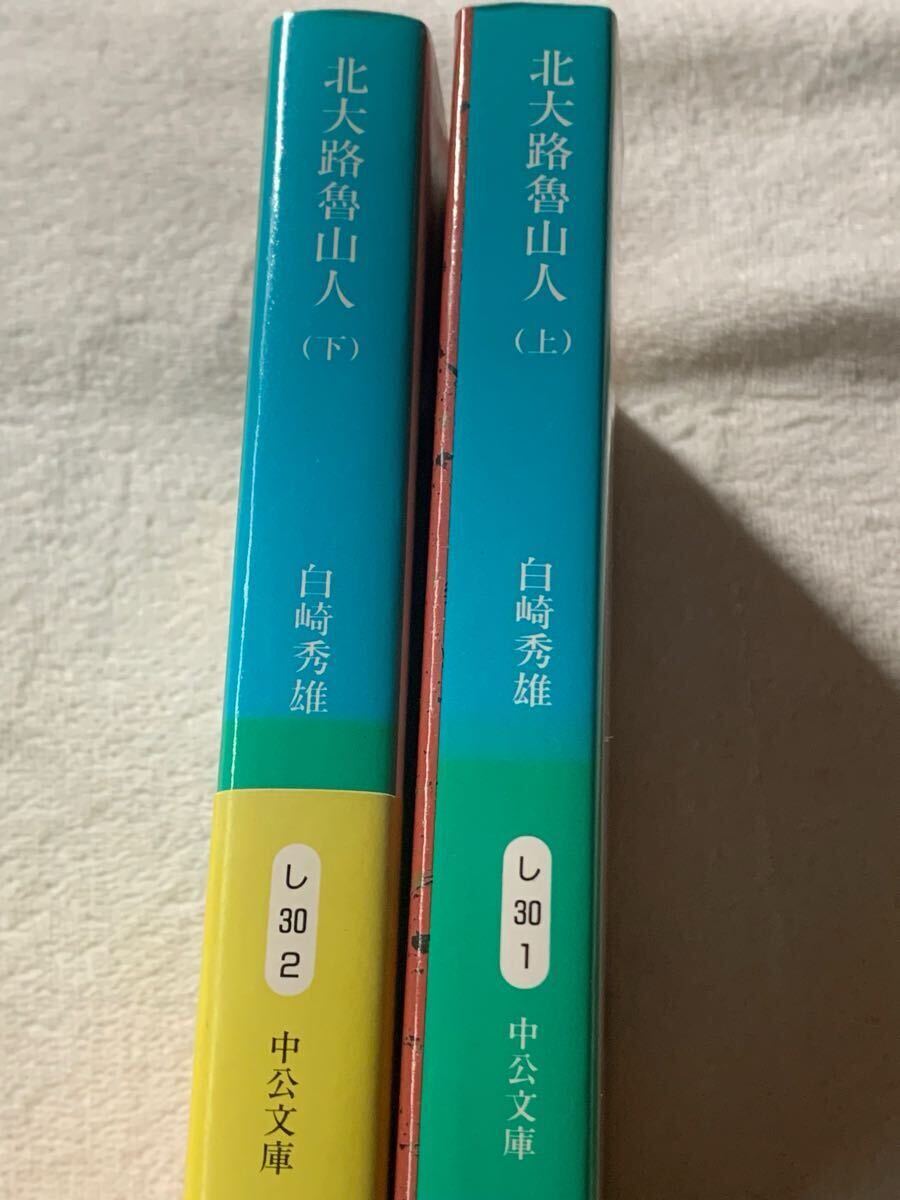 北大路魯山人(下)
白崎秀雄
し
30
2
中公文庫
北大路魯山人(上)
白崎秀雄
し
30
1
中公文庫